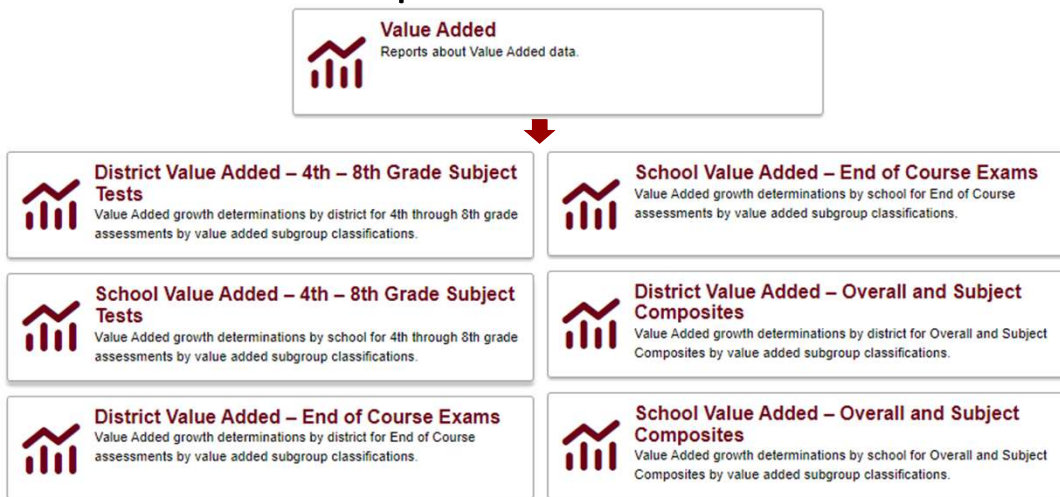 Value Added
Reports about Value Added data.
District Value Added – 4th – 8th Grade Subject
Tests
Value Added growth determinations by district for 4th through 8th grade
assessments by value added subgroup classifications.
School Value Added – 4th – 8th Grade Subject
Tests
Value Added growth determinations by school for 4th through 8th grade
assessments by value added subgroup classifications.
District Value Added – End of Course Exams
Value Added growth determinations by district for End of Course
assessments by value added subgroup classifications.
School Value Added – End of Course Exams
Value Added growth determinations by school for End of Course
assessments by value added subgroup classifications.
District Value Added – Overall and Subject
Composites
Value Added growth determinations by district for Overall and Subject
Composites by value added subgroup classifications.
School Value Added – Overall and Subject
Composites
Value Added growth determinations by school for Overall and Subject
Composites by value added subgroup classifications.